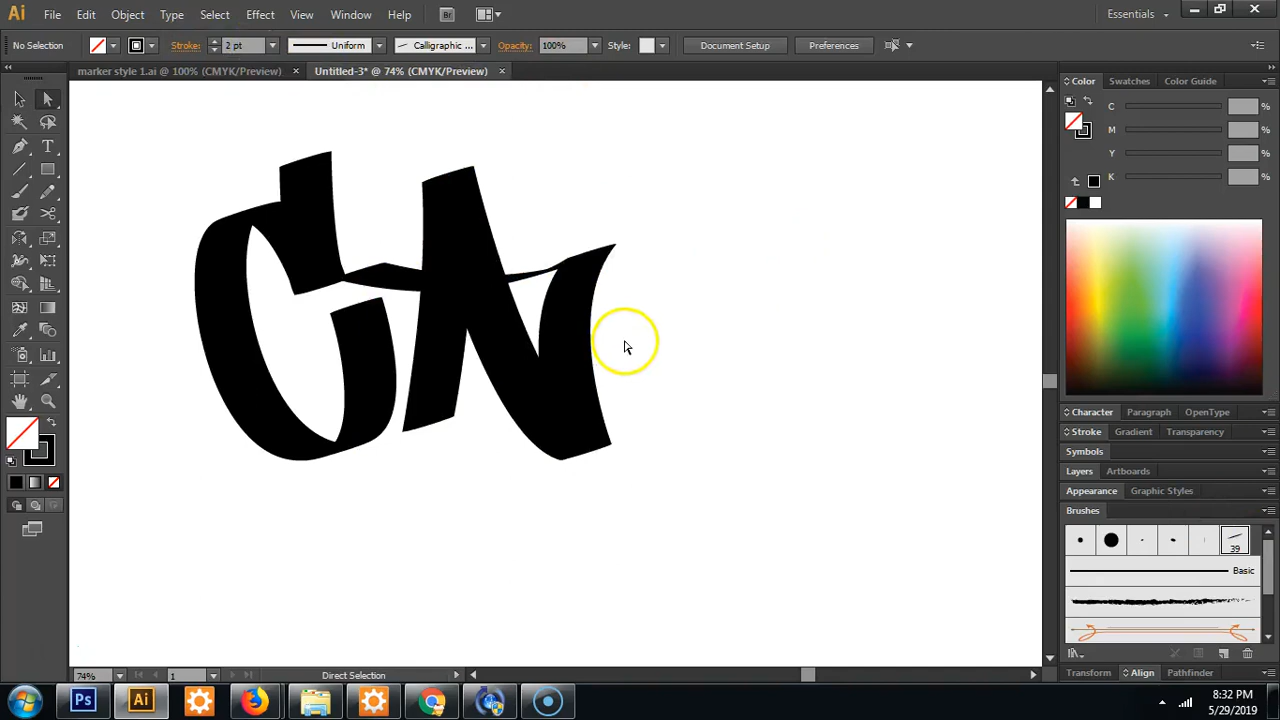 Ai File Edit Object Type Select Effect View Window Help Br Essentials
No Selection Stroke: 2 pt Uniform Calligraphic ... Opacity: 100% Style: Document Setup Preferences
marker style 1.ai @ 100% (CMYK/Preview) × Untitled-3* @ 74% (CMYK/Preview) ×
Color Swatches Color Guide
C %
M %
Y %
K %
Character Paragraph OpenType
Stroke Gradient Transparency
Symbols
Layers Artboards
Appearance Graphic Styles
Brushes
39
Basic
Transform Align Pathfinder
74% 1 Direct Selection
Ps Ai
8:32 PM
5/29/2019